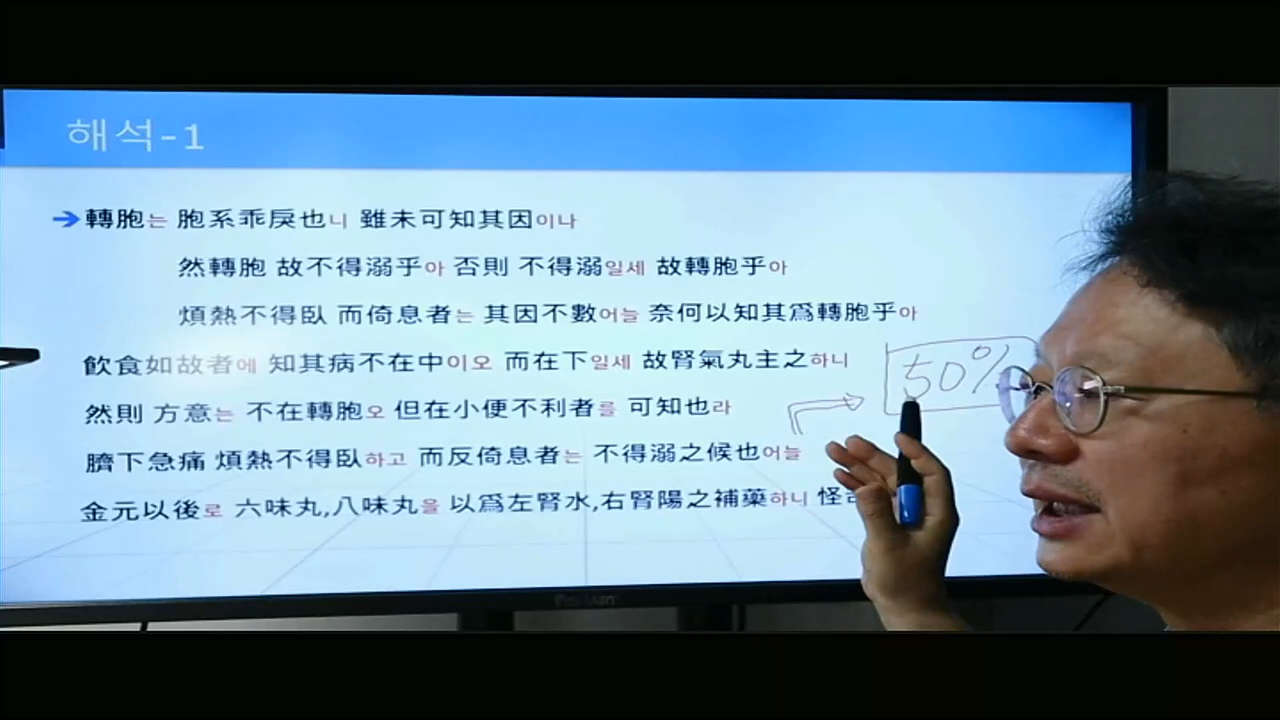 해석-1
→ 轉胞는 胞系乖戾也니 雖未可知其因이나
然轉胞 故不得溺乎아 否則 不得溺일세 故轉胞乎아
煩熱不得臥 而倚息者는 其因不數어늘 奈何以知其爲轉胞乎아
飮食如故者에 知其病不在中이오 而在下일세 故腎氣丸主之하니
50%
然則 方意는 不在轉胞오 但在小便不利者를 可知也라
臍下急痛 煩熱不得臥하고 而反倚息者는 不得溺之候也어늘
金元以後로 六味丸,八味丸을 以爲左腎水,右腎陽之補藥하니 怪